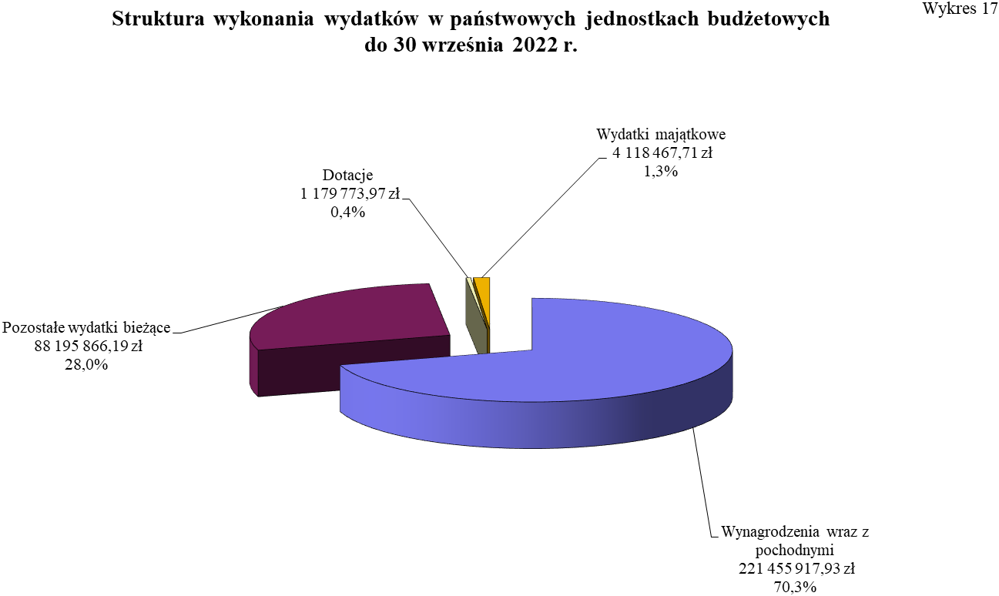 Wykres 17
Struktura wykonania wydatków w państwowych jednostkach budżetowych
do 30 września 2022 r.
Wydatki majątkowe
4 118 467,71 zł
1,3%
Dotacje
1 179 773,97 zł
0,4%
Pozostałe wydatki bieżące
88 195 866,19 zł
28,0%
Wynagrodzenia wraz z
pochodnymi
221 455 917,93 zł
70,3%